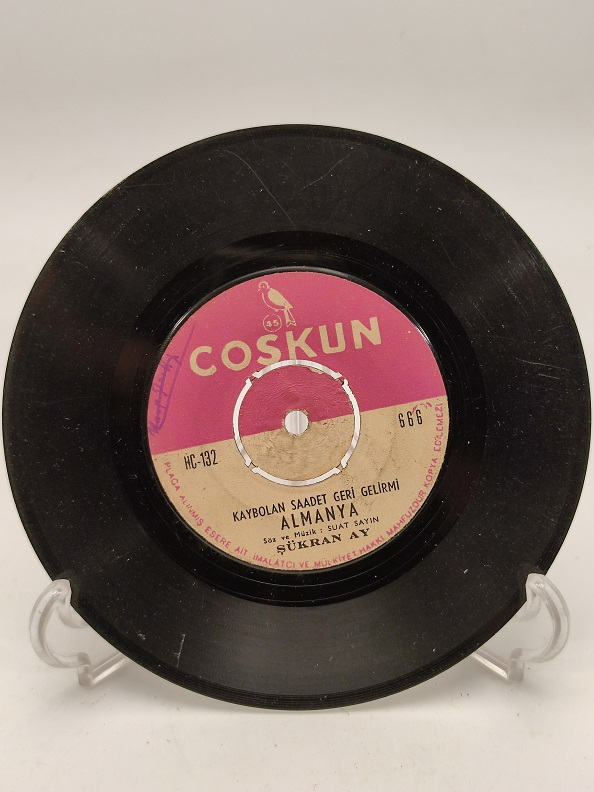 45
COŞKUN
HC-132
666
KAYBOLAN SAADET GERİ GELİRMİ
ALMANYA
Söz ve Müzik : SUAT SAYIN
ŞÜKRAN AY
PLAĞA ALINMIŞ ESERE AİT İMALATÇI VE MÜLKİYET HAKKI MAHFUZDUR KOPYA EDİLEMEZ!